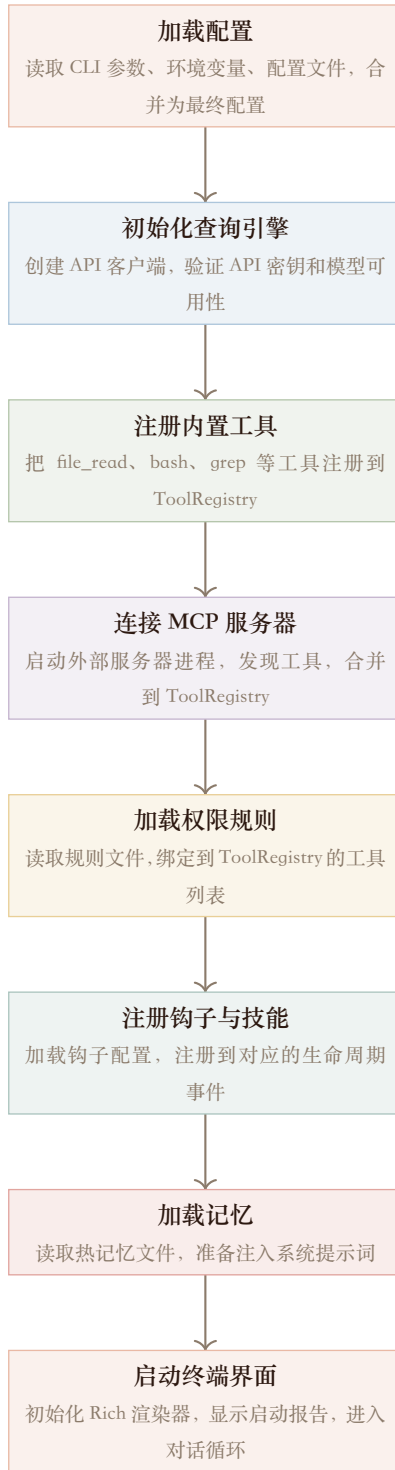 加载配置
读取 CLI 参数、环境变量、配置文件，合
并为最终配置
初始化查询引擎
创建 API 客户端，验证 API 密钥和模型可
用性
注册内置工具
把 file_read、bash、grep 等工具注册到
ToolRegistry
连接 MCP 服务器
启动外部服务器进程，发现工具，合并
到 ToolRegistry
加载权限规则
读取规则文件，绑定到 ToolRegistry 的工具
列表
注册钩子与技能
加载钩子配置，注册到对应的生命周期
事件
加载记忆
读取热记忆文件，准备注入系统提示词
启动终端界面
初始化 Rich 渲染器，显示启动报告，进入
对话循环